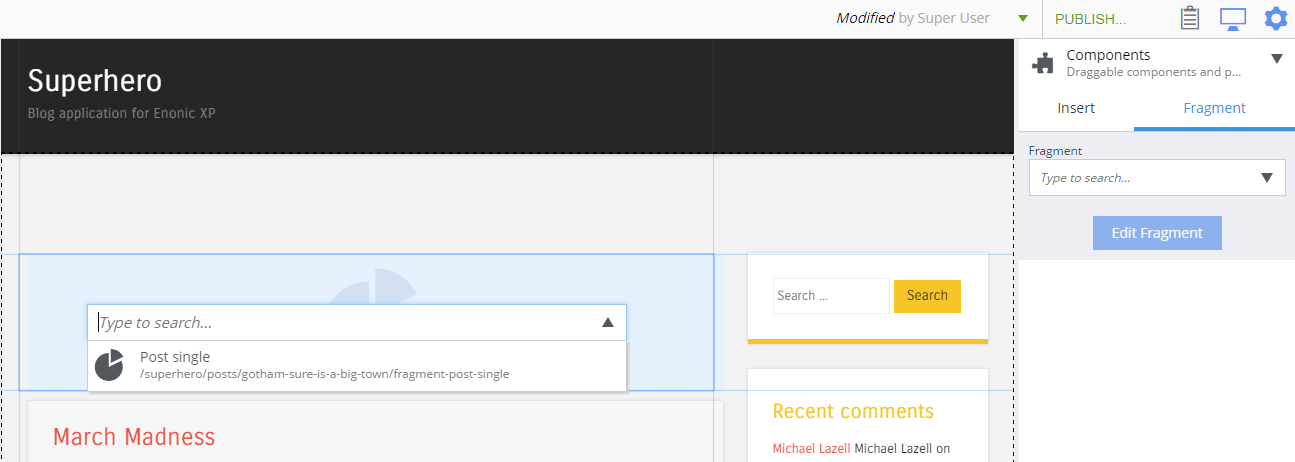 Modified by Super User
PUBLISH...
Superhero
Blog application for Enonic XP
Components
Draggable components and p...
Insert
Fragment
Fragment
Type to search...
Edit Fragment
Type to search...
Post single
/superhero/posts/gotham-sure-is-a-big-town/fragment-post-single
Search ...
Search
March Madness
Recent comments
Michael Lazell Michael Lazell on